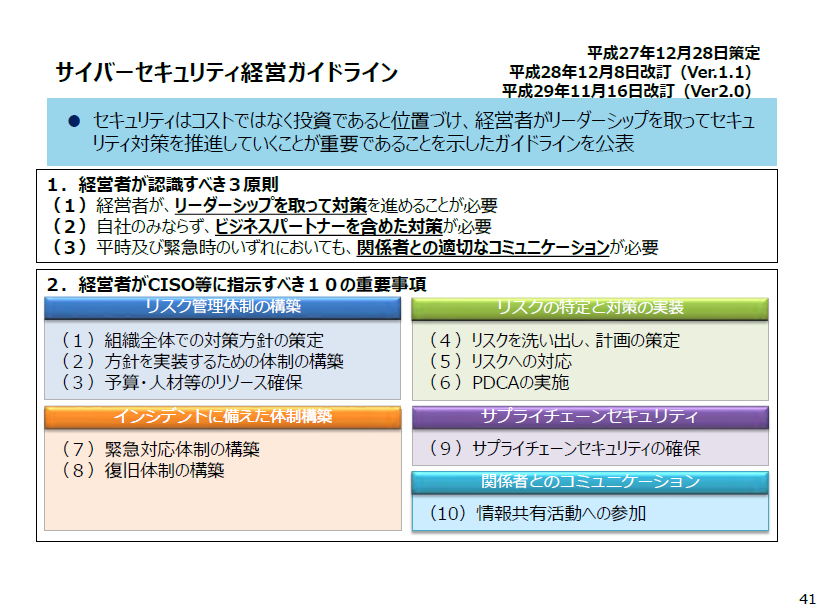 サイバーセキュリティ経営ガイドライン
平成27年12月28日策定
平成28年12月8日改訂（Ver.1.1）
平成29年11月16日改訂（Ver2.0）
● セキュリティはコストではなく投資であると位置づけ、経営者がリーダーシップを取ってセキュ
リティ対策を推進していくことが重要であることを示したガイドラインを公表
１．経営者が認識すべき３原則
（１）経営者が、リーダーシップを取って対策を進めることが必要
（２）自社のみならず、ビジネスパートナーを含めた対策が必要
（３）平時及び緊急時のいずれにおいても、関係者との適切なコミュニケーションが必要
２．経営者がCISO等に指示すべき１０の重要事項
リスク管理体制の構築
（１）組織全体での対策方針の策定
（２）方針を実装するための体制の構築
（３）予算・人材等のリソース確保
リスクの特定と対策の実装
（４）リスクを洗い出し、計画の策定
（５）リスクへの対応
（６）PDCAの実施
インシデントに備えた体制構築
（７）緊急対応体制の構築
（８）復旧体制の構築
サプライチェーンセキュリティ
（９）サプライチェーンセキュリティの確保
関係者とのコミュニケーション
（10）情報共有活動への参加
41